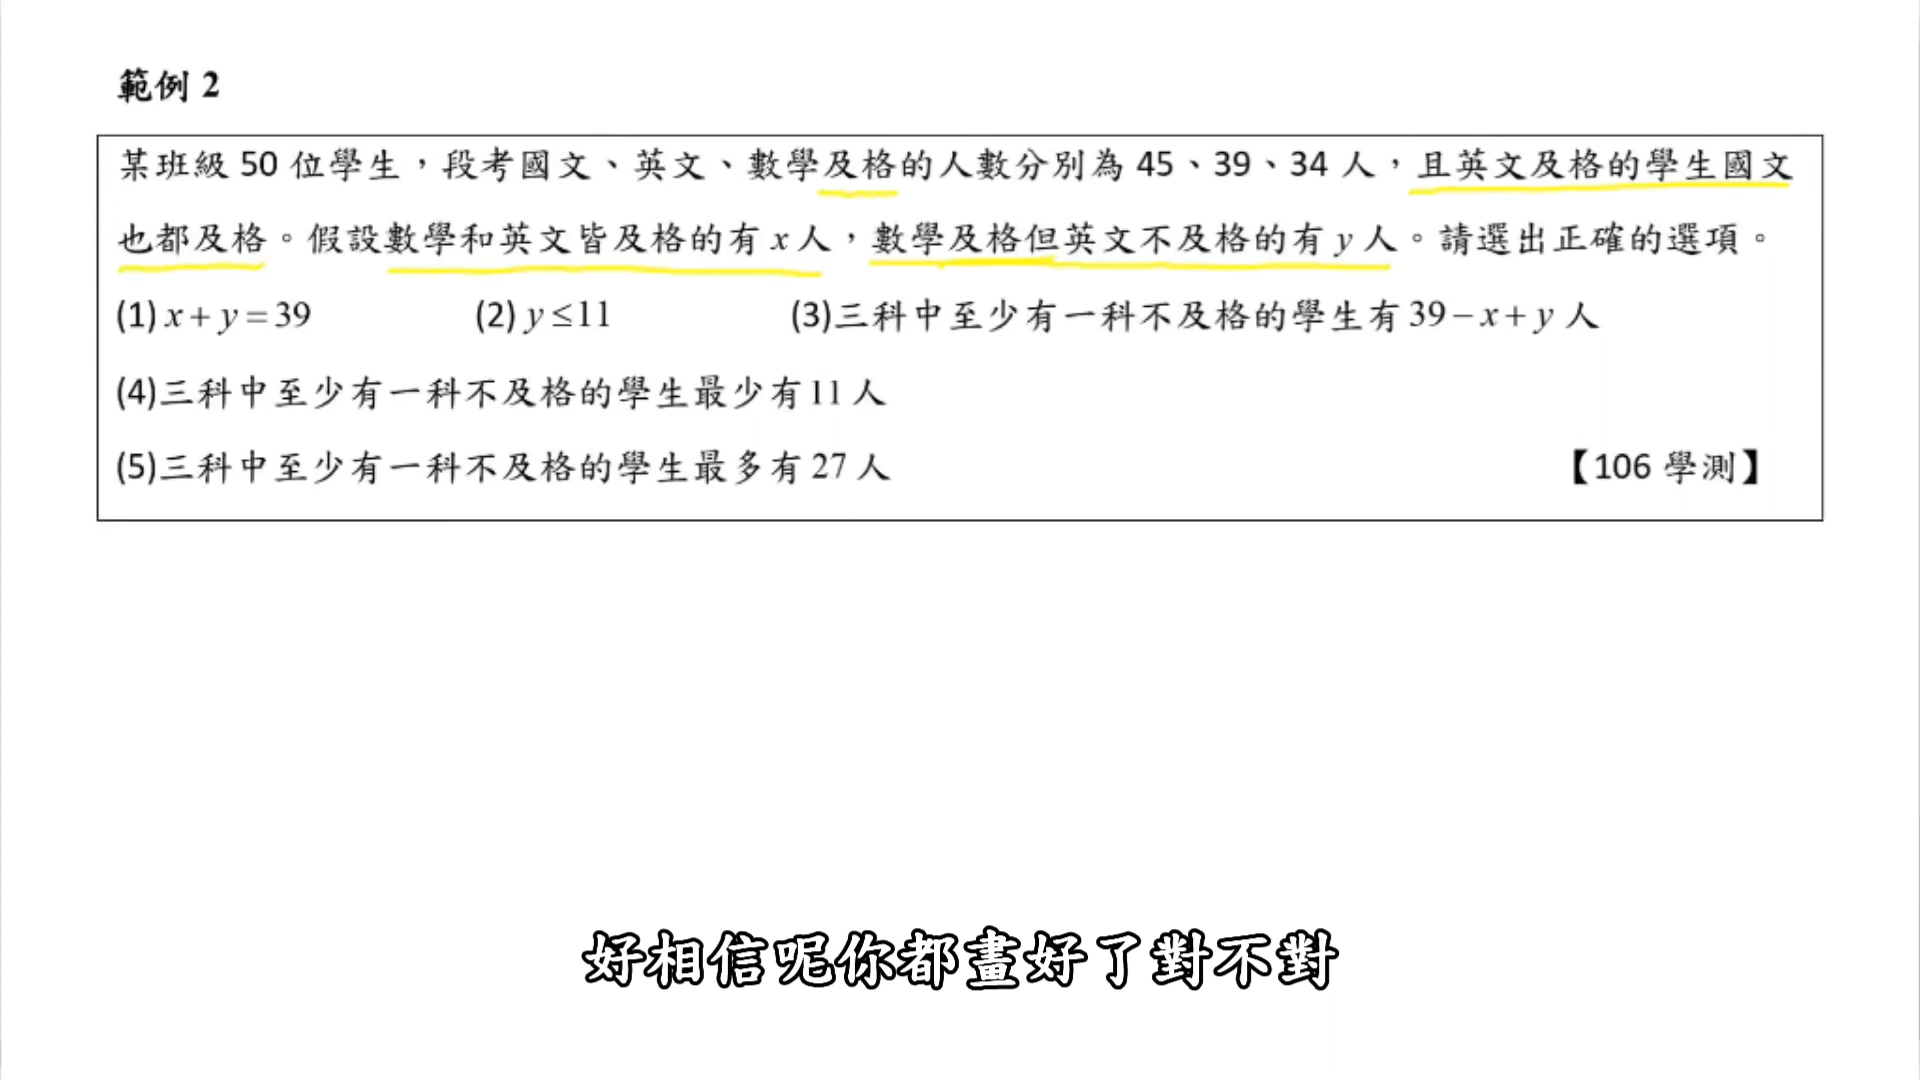 範例 2
某班級 50 位學生，段考國文、英文、數學及格的人數分別為 45、39、34 人，且英文及格的學生國文
也都及格。假設數學和英文皆及格的有 x 人，數學及格但英文不及格的有 y 人。請選出正確的選項。
(1) x + y = 39 (2) y ≤ 11 (3)三科中至少有一科不及格的學生有 39 − x + y 人
(4)三科中至少有一科不及格的學生最少有 11 人
(5)三科中至少有一科不及格的學生最多有 27 人 【106 學測】
好相信呢你都畫好了對不對